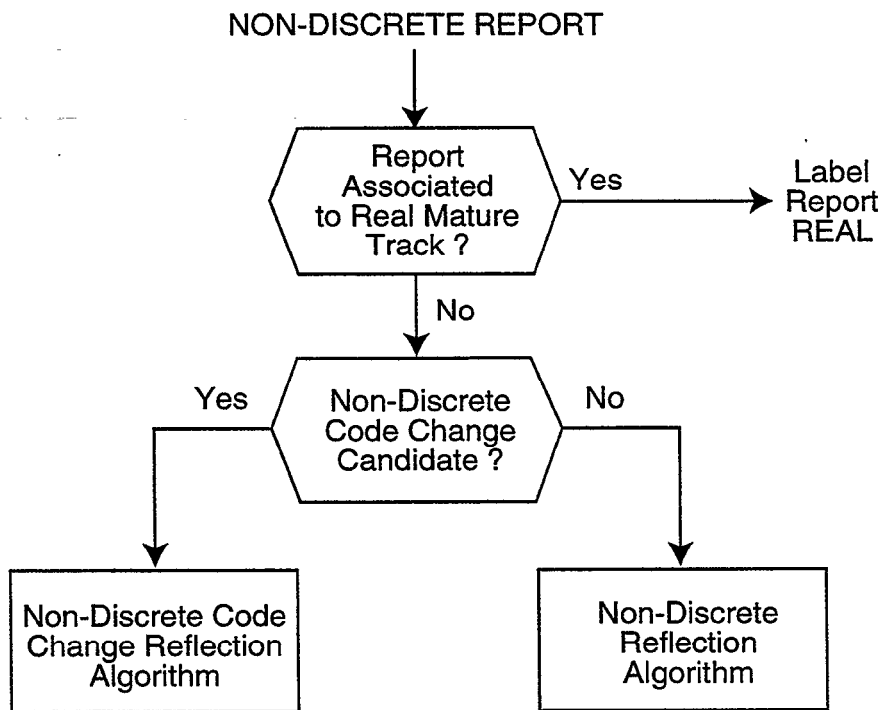 NON-DISCRETE REPORT
Report
Associated
to Real Mature
Track ?
Yes
Label
Report
REAL
No
Yes
Non-Discrete
Code Change
Candidate ?
No
Non-Discrete Code
Change Reflection
Algorithm
Non-Discrete
Reflection
Algorithm